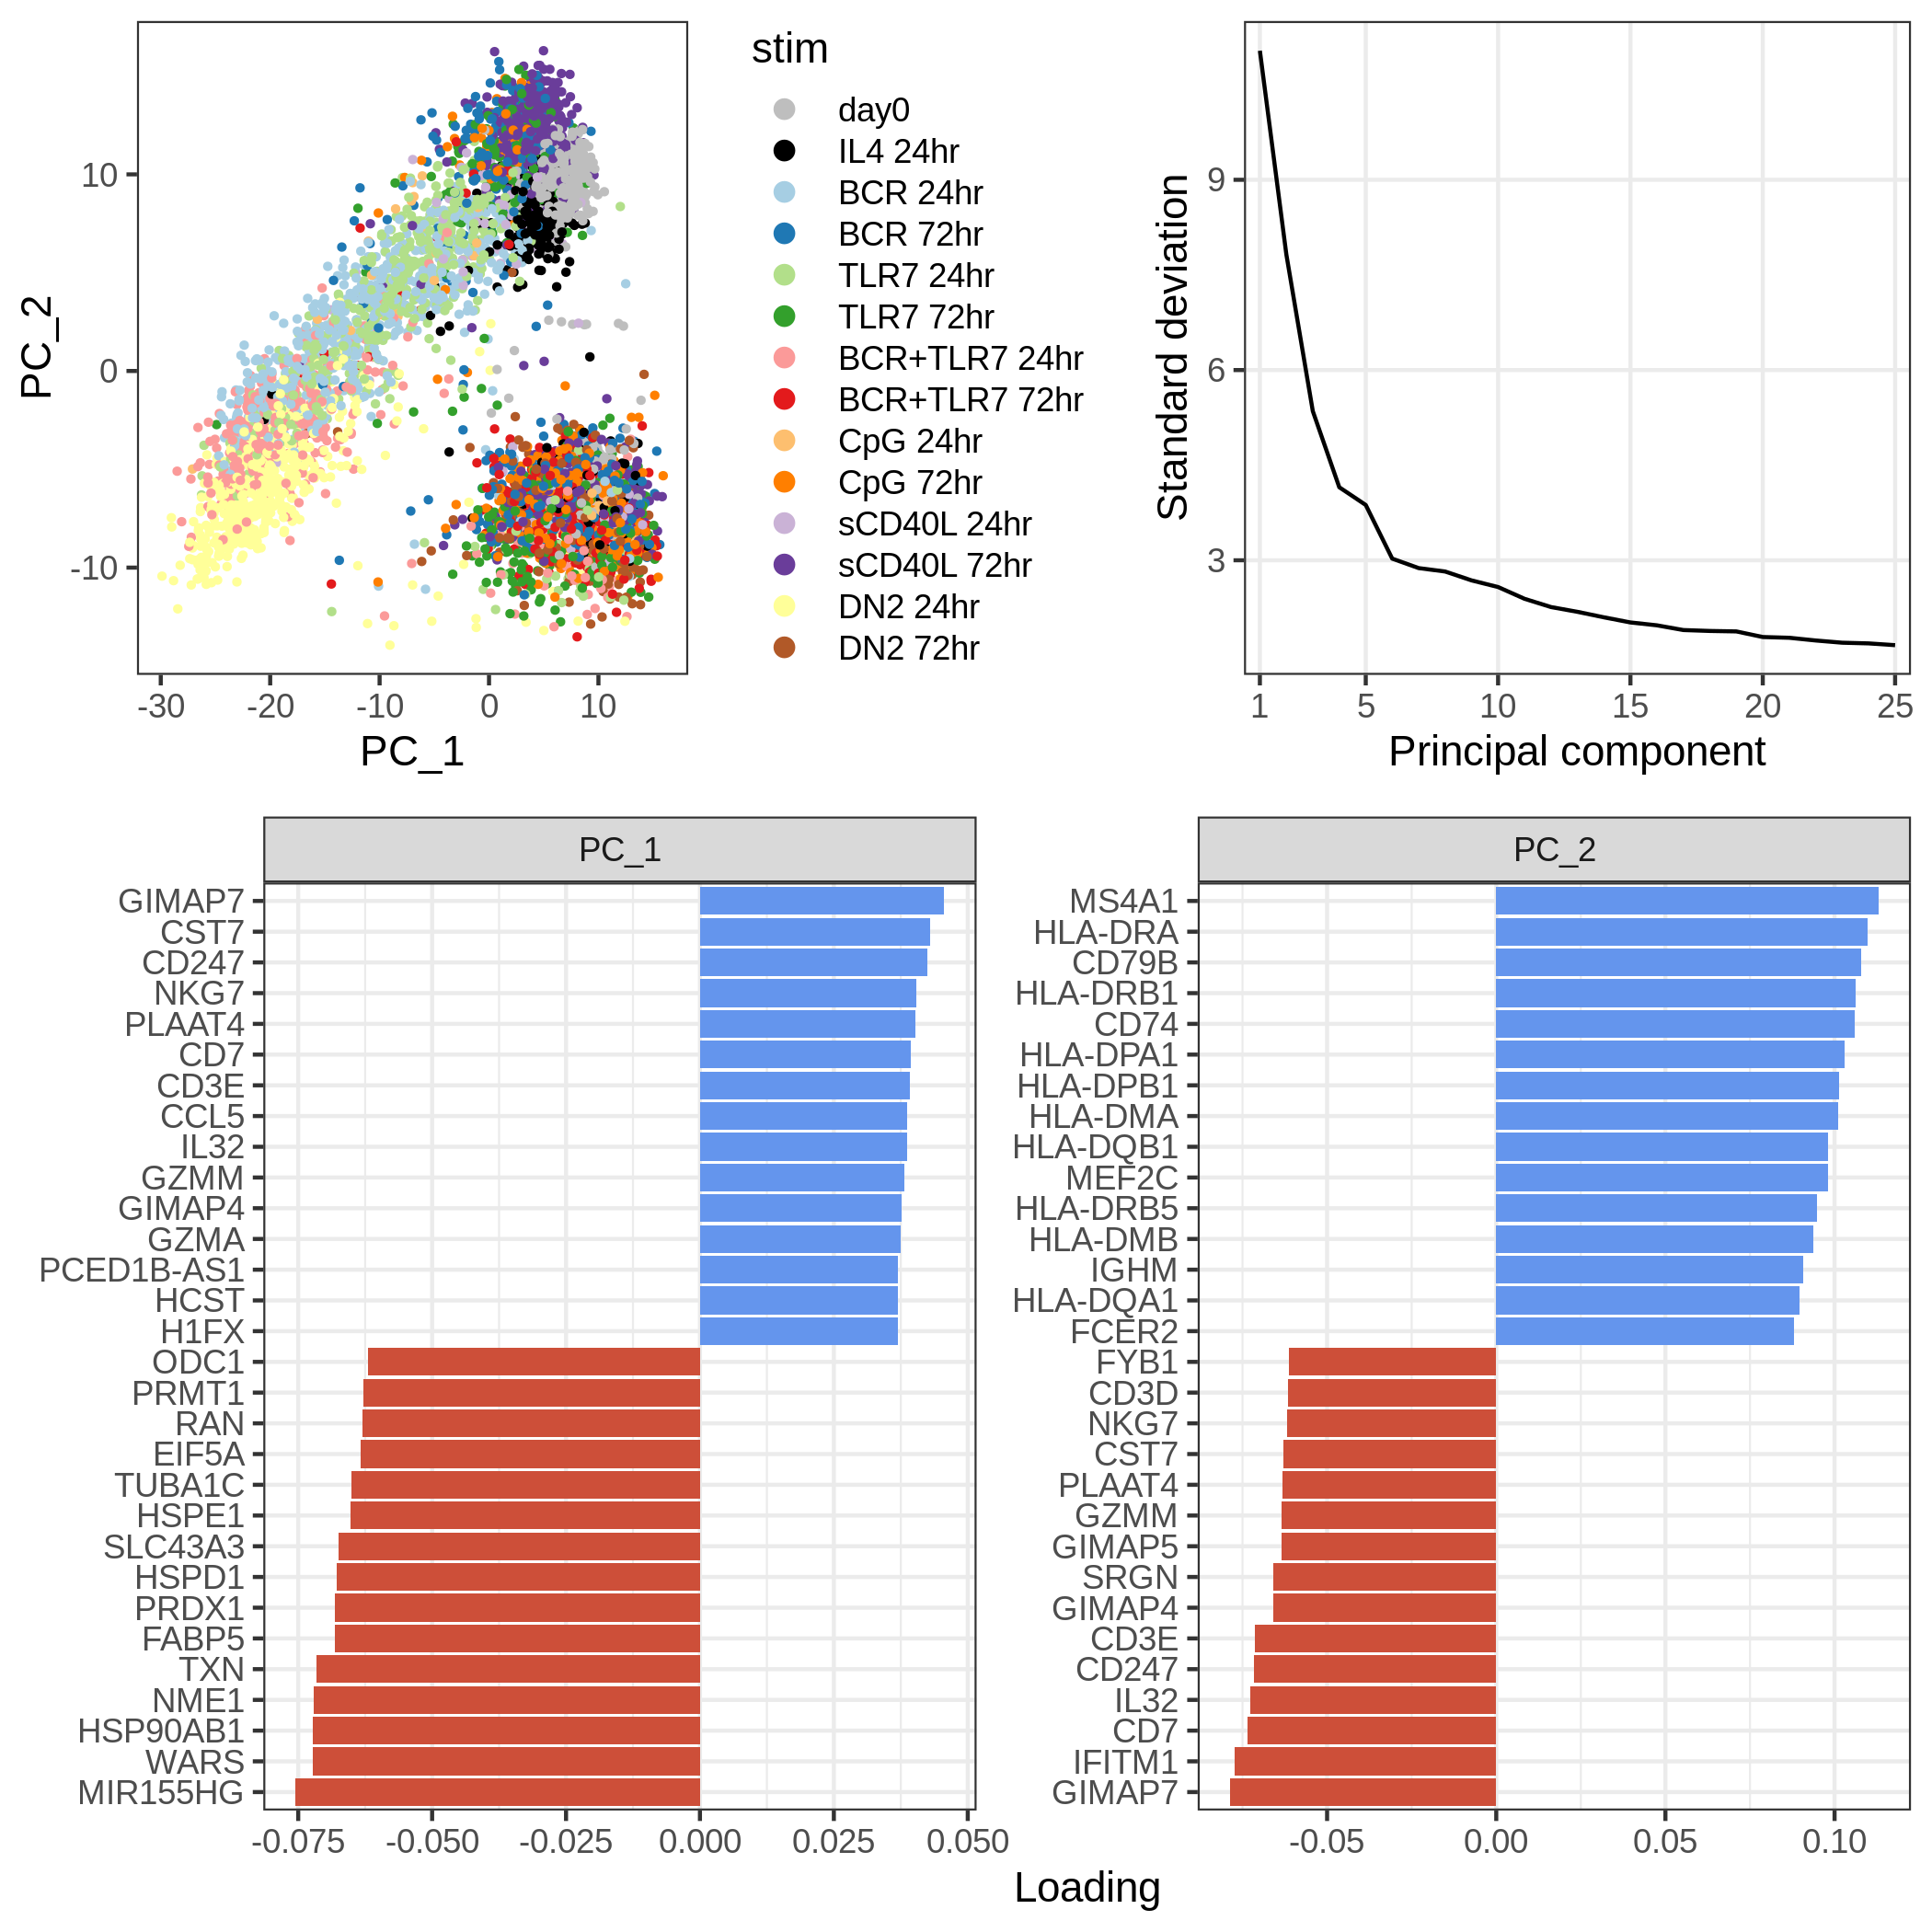 PC_2
10
0
-10
-30
-20
-10
0
10
PC_1
stim
day0
IL4 24hr
BCR 24hr
BCR 72hr
TLR7 24hr
TLR7 72hr
BCR+TLR7 24hr
BCR+TLR7 72hr
CpG 24hr
CpG 72hr
sCD40L 24hr
sCD40L 72hr
DN2 24hr
DN2 72hr
Standard deviation
9
6
3
1
5
10
15
20
25
Principal component
PC_1
GIMAP7
CST7
CD247
NKG7
PLAAT4
CD7
CD3E
CCL5
IL32
GZMM
GIMAP4
GZMA
PCED1B-AS1
HCST
H1FX
ODC1
PRMT1
RAN
EIF5A
TUBA1C
HSPE1
SLC43A3
HSPD1
PRDX1
FABP5
TXN
NME1
HSP90AB1
WARS
MIR155HG
-0.075
-0.050
-0.025
0.000
0.025
0.050
PC_2
MS4A1
HLA-DRA
CD79B
HLA-DRB1
CD74
HLA-DPA1
HLA-DPB1
HLA-DMA
HLA-DQB1
MEF2C
HLA-DRB5
HLA-DMB
IGHM
HLA-DQA1
FCER2
FYB1
CD3D
NKG7
CST7
PLAAT4
GZMM
GIMAP5
SRGN
GIMAP4
CD3E
CD247
IL32
CD7
IFITM1
GIMAP7
-0.05
0.00
0.05
0.10
Loading